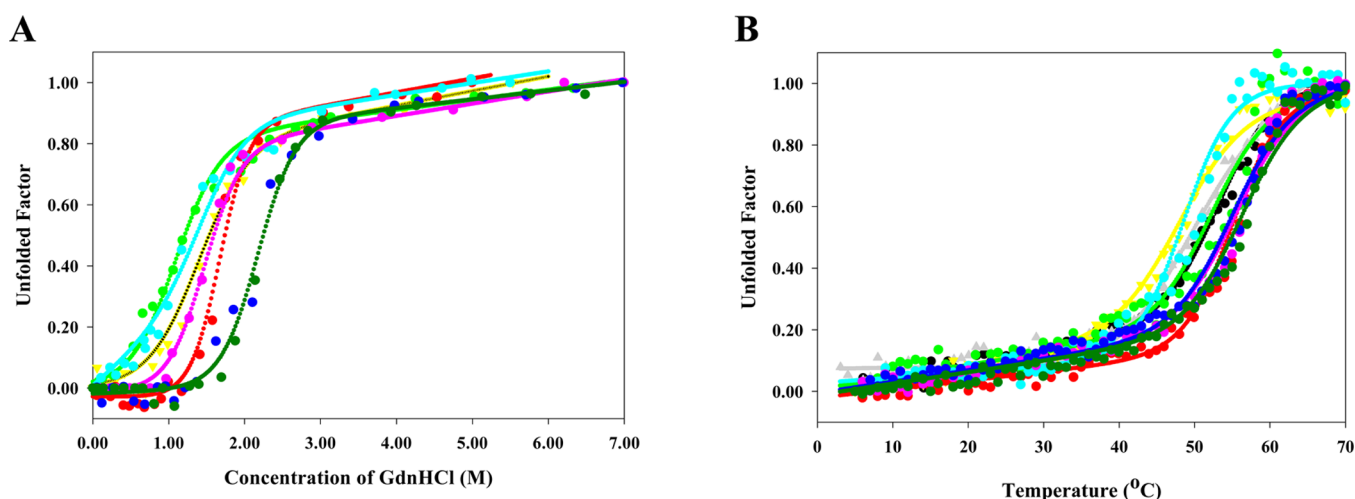 A
Unfolded Factor
1.00
0.80
0.60
0.40
0.20
0.00
0.00 1.00 2.00 3.00 4.00 5.00 6.00 7.00
Concentration of GdnHCl (M)
B
Unfolded Factor
1.00
0.80
0.60
0.40
0.20
0.00
0 10 20 30 40 50 60 70
Temperature (°C)